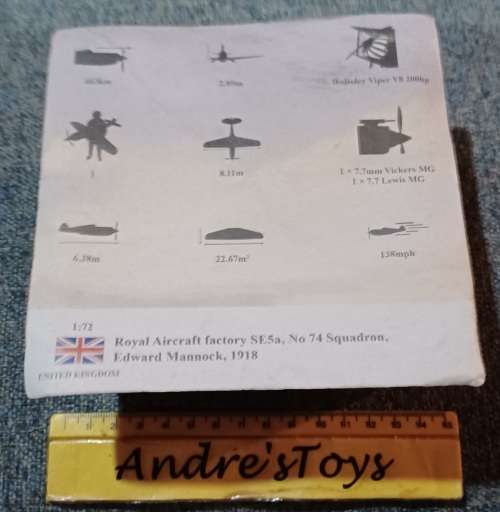 2.89m
Wolseley Viper V8 200hp
1
8.11m
1 × 7.7mm Vickers MG
1 × 7.7 Lewis MG
6.38m
22.67m²
138mph
1:72
Royal Aircraft factory SE5a, No 74 Squadron,
Edward Mannock, 1918
UNITED KINGDOM
Andre'sToys